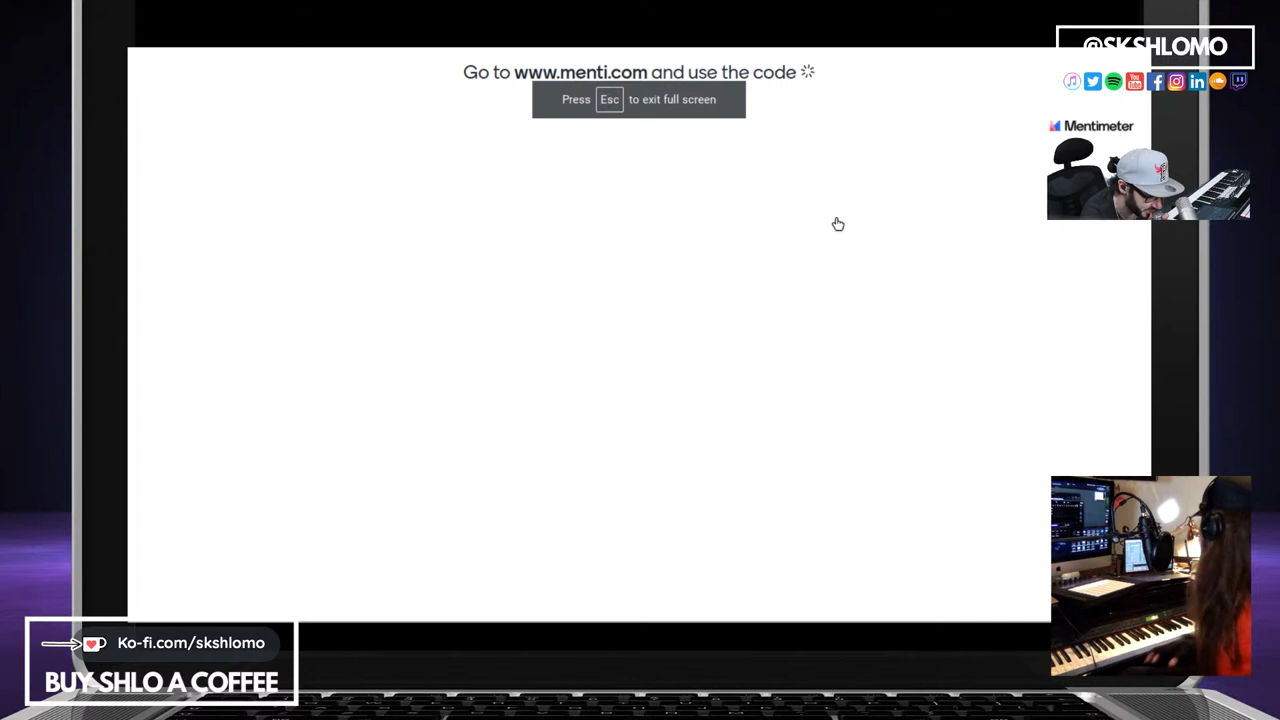 @SKSHLOMO
Go to www.menti.com and use the code
Press Esc to exit full screen
Mentimeter
Ko-fi.com/skshlomo
BUY SHLO A COFFEE